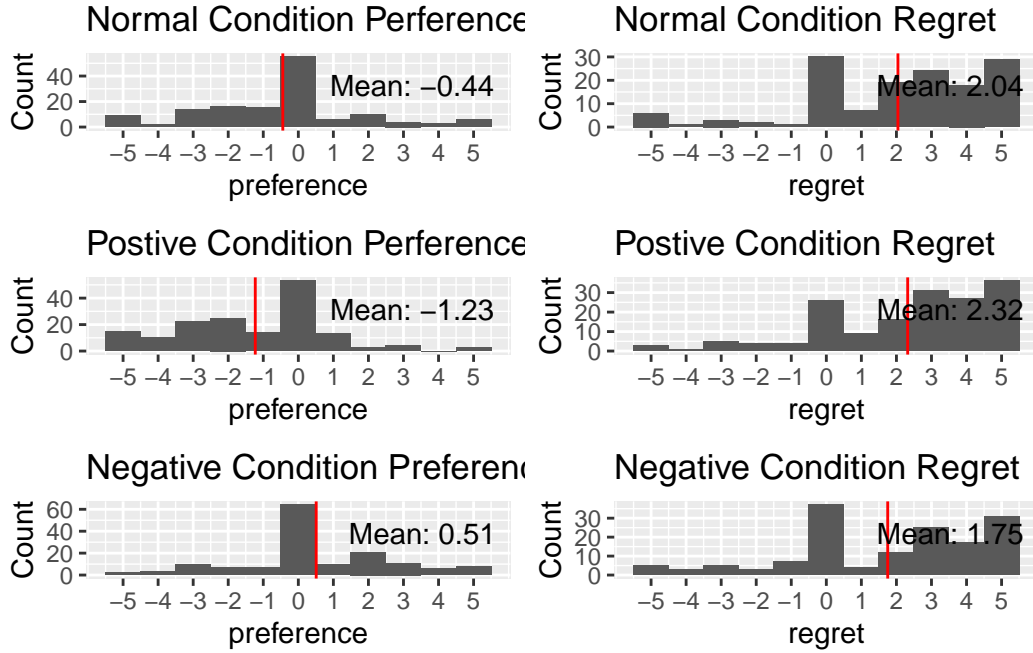 Normal Condition Perference
Count
40
20
0
Mean: −0.44
−5 −4 −3 −2 −1 0 1 2 3 4 5
preference
Normal Condition Regret
Count
30
20
10
0
Mean: 2.04
−5 −4 −3 −2 −1 0 1 2 3 4 5
regret
Postive Condition Perference
Count
40
20
0
Mean: −1.23
−5 −4 −3 −2 −1 0 1 2 3 4 5
preference
Postive Condition Regret
Count
30
20
10
0
Mean: 2.32
−5 −4 −3 −2 −1 0 1 2 3 4 5
regret
Negative Condition Preferenc
Count
60
40
20
0
Mean: 0.51
−5 −4 −3 −2 −1 0 1 2 3 4 5
preference
Negative Condition Regret
Count
30
20
10
0
Mean: 1.75
−5 −4 −3 −2 −1 0 1 2 3 4 5
regret